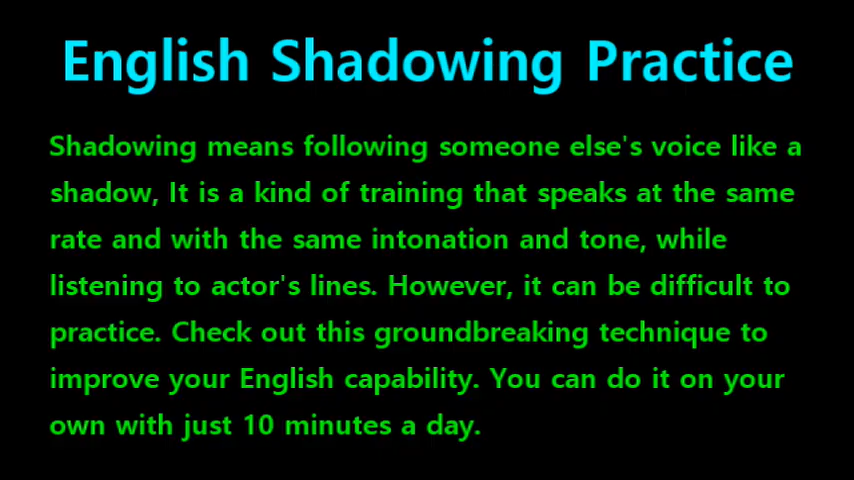 English Shadowing Practice
Shadowing means following someone else's voice like a
shadow, It is a kind of training that speaks at the same
rate and with the same intonation and tone, while
listening to actor's lines. However, it can be difficult to
practice. Check out this groundbreaking technique to
improve your English capability. You can do it on your
own with just 10 minutes a day.